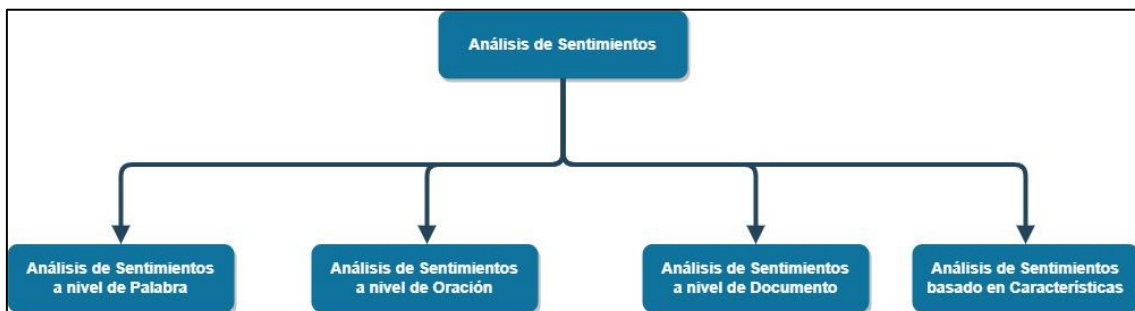 Análisis de Sentimientos
Análisis de Sentimientos
a nivel de Palabra
Análisis de Sentimientos
a nivel de Oración
Análisis de Sentimientos
a nivel de Documento
Análisis de Sentimientos
basado en Características